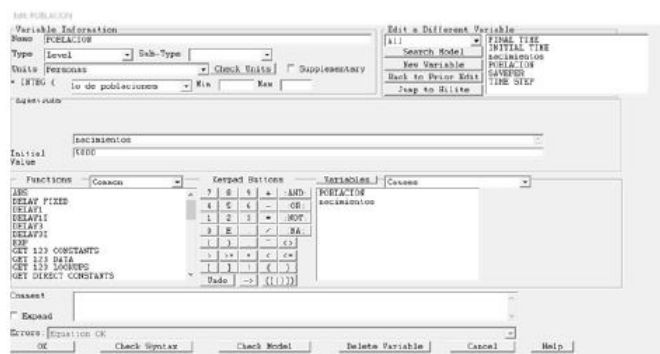 Edit: POBLACION
Variable Information
Edit a Different Variable
Name POBLACION
All
FINAL TIME
INITIAL TIME
nacimientos
POBLACION
SAVEPER
TIME STEP
Type Level Sub-Type
Search Model
Units Personas Check Units Supplementary
New Variable
Back to Prior Edit
= INTEG ( lo de poblaciones Min Max
Jump to Hilite
Equations
nacimientos
Initial Value
5000
Functions Common
Keypad Buttons
Variables Causes
ABS
DELAY FIXED
DELAY1
DELAY1I
DELAY3
DELAY3I
EXP
GET 123 CONSTANTS
GET 123 DATA
GET 123 LOOKUPS
GET DIRECT CONSTANTS
7 8 9 + :AND:
4 5 6 - :OR:
1 2 3 * :NOT:
0 E . / :NA:
( ) , ^ <>
> >= = < <=
[ ] ! { }
Undo -> {[()]}
POBLACION
nacimientos
Comment
Expand
Errors: Equation OK
OK Check Syntax Check Model Delete Variable Cancel Help